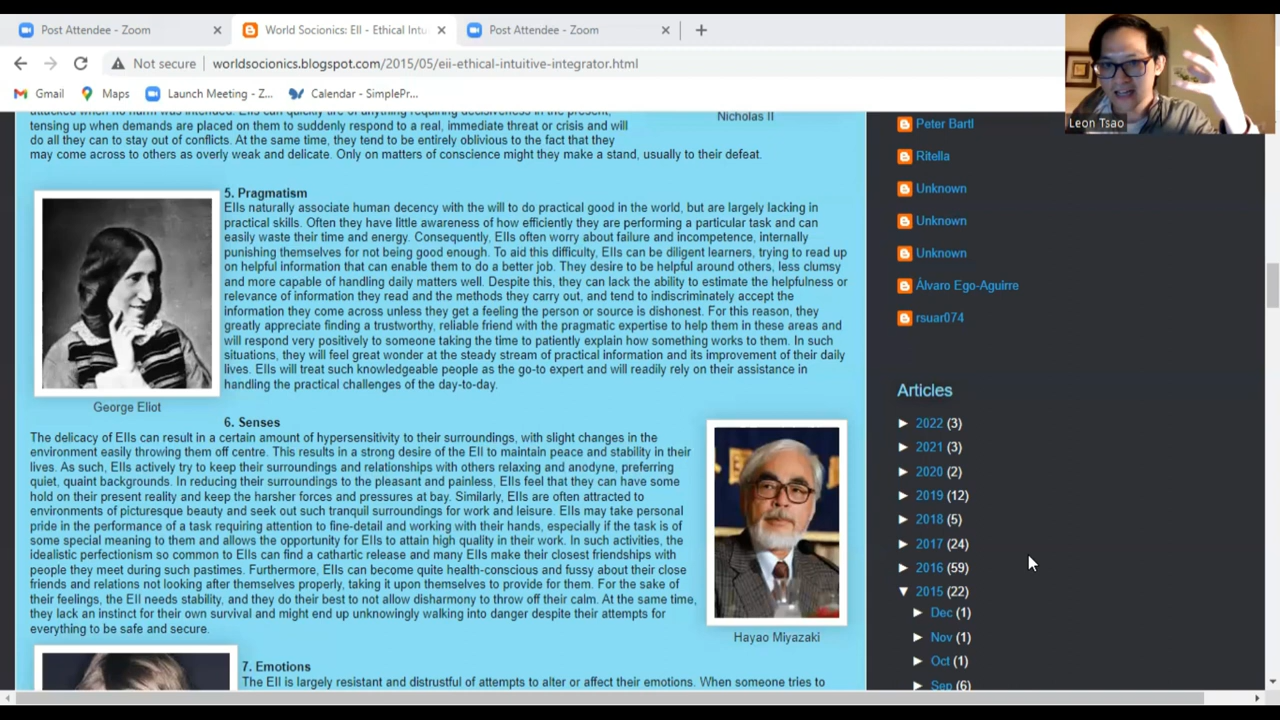 Post Attendee - Zoom
World Socionics: EII - Ethical Intu
Post Attendee - Zoom
Not secure
worldsocionics.blogspot.com/2015/05/eii-ethical-intuitive-integrator.html
Gmail
Maps
Launch Meeting - Z...
Calendar - SimplePr...
Leon Tsao
attacked when no harm was intended. EIIs can quickly tire of anything requiring decisiveness in the present,
tensing up when demands are placed on them to suddenly respond to a real, immediate threat or crisis and will
do all they can to stay out of conflicts. At the same time, they tend to be entirely oblivious to the fact that they
may come across to others as overly weak and delicate. Only on matters of conscience might they make a stand, usually to their defeat.
Nicholas II
5. Pragmatism
EIIs naturally associate human decency with the will to do practical good in the world, but are largely lacking in
practical skills. Often they have little awareness of how efficiently they are performing a particular task and can
easily waste their time and energy. Consequently, EIIs often worry about failure and incompetence, internally
punishing themselves for not being good enough. To aid this difficulty, EIIs can be diligent learners, trying to read up
on helpful information that can enable them to do a better job. They desire to be helpful around others, less clumsy
and more capable of handling daily matters well. Despite this, they can lack the ability to estimate the helpfulness or
relevance of information they read and the methods they carry out, and tend to indiscriminately accept the
information they come across unless they get a feeling the person or source is dishonest. For this reason, they
greatly appreciate finding a trustworthy, reliable friend with the pragmatic expertise to help them in these areas and
will respond very positively to someone taking the time to patiently explain how something works to them. In such
situations, they will feel great wonder at the steady stream of practical information and its improvement of their daily
lives. EIIs will treat such knowledgeable people as the go-to expert and will readily rely on their assistance in
handling the practical challenges of the day-to-day.
George Eliot
6. Senses
The delicacy of EIIs can result in a certain amount of hypersensitivity to their surroundings, with slight changes in the
environment easily throwing them off centre. This results in a strong desire of the EII to maintain peace and stability in their
lives. As such, EIIs actively try to keep their surroundings and relationships with others relaxing and anodyne, preferring
quiet, quaint backgrounds. In reducing their surroundings to the pleasant and painless, EIIs feel that they can have some
hold on their present reality and keep the harsher forces and pressures at bay. Similarly, EIIs are often attracted to
environments of picturesque beauty and seek out such tranquil surroundings for work and leisure. EIIs may take personal
pride in the performance of a task requiring attention to fine-detail and working with their hands, especially if the task is of
some special meaning to them and allows the opportunity for EIIs to attain high quality in their work. In such activities, the
idealistic perfectionism so common to EIIs can find a cathartic release and many EIIs make their closest friendships with
people they meet during such pastimes. Furthermore, EIIs can become quite health-conscious and fussy about their close
friends and relations not looking after themselves properly, taking it upon themselves to provide for them. For the sake of
their feelings, the EII needs stability, and they do their best to not allow disharmony to throw off their calm. At the same time,
they lack an instinct for their own survival and might end up unknowingly walking into danger despite their attempts for
everything to be safe and secure.
Hayao Miyazaki
7. Emotions
The EII is largely resistant and distrustful of attempts to alter or affect their emotions. When someone tries to
Peter Bartl
Ritella
Unknown
Unknown
Unknown
Álvaro Ego-Aguirre
rsuar074
Articles
► 2022 (3)
► 2021 (3)
► 2020 (2)
► 2019 (12)
► 2018 (5)
► 2017 (24)
► 2016 (59)
▼ 2015 (22)
► Dec (1)
► Nov (1)
► Oct (1)
► Sep (6)